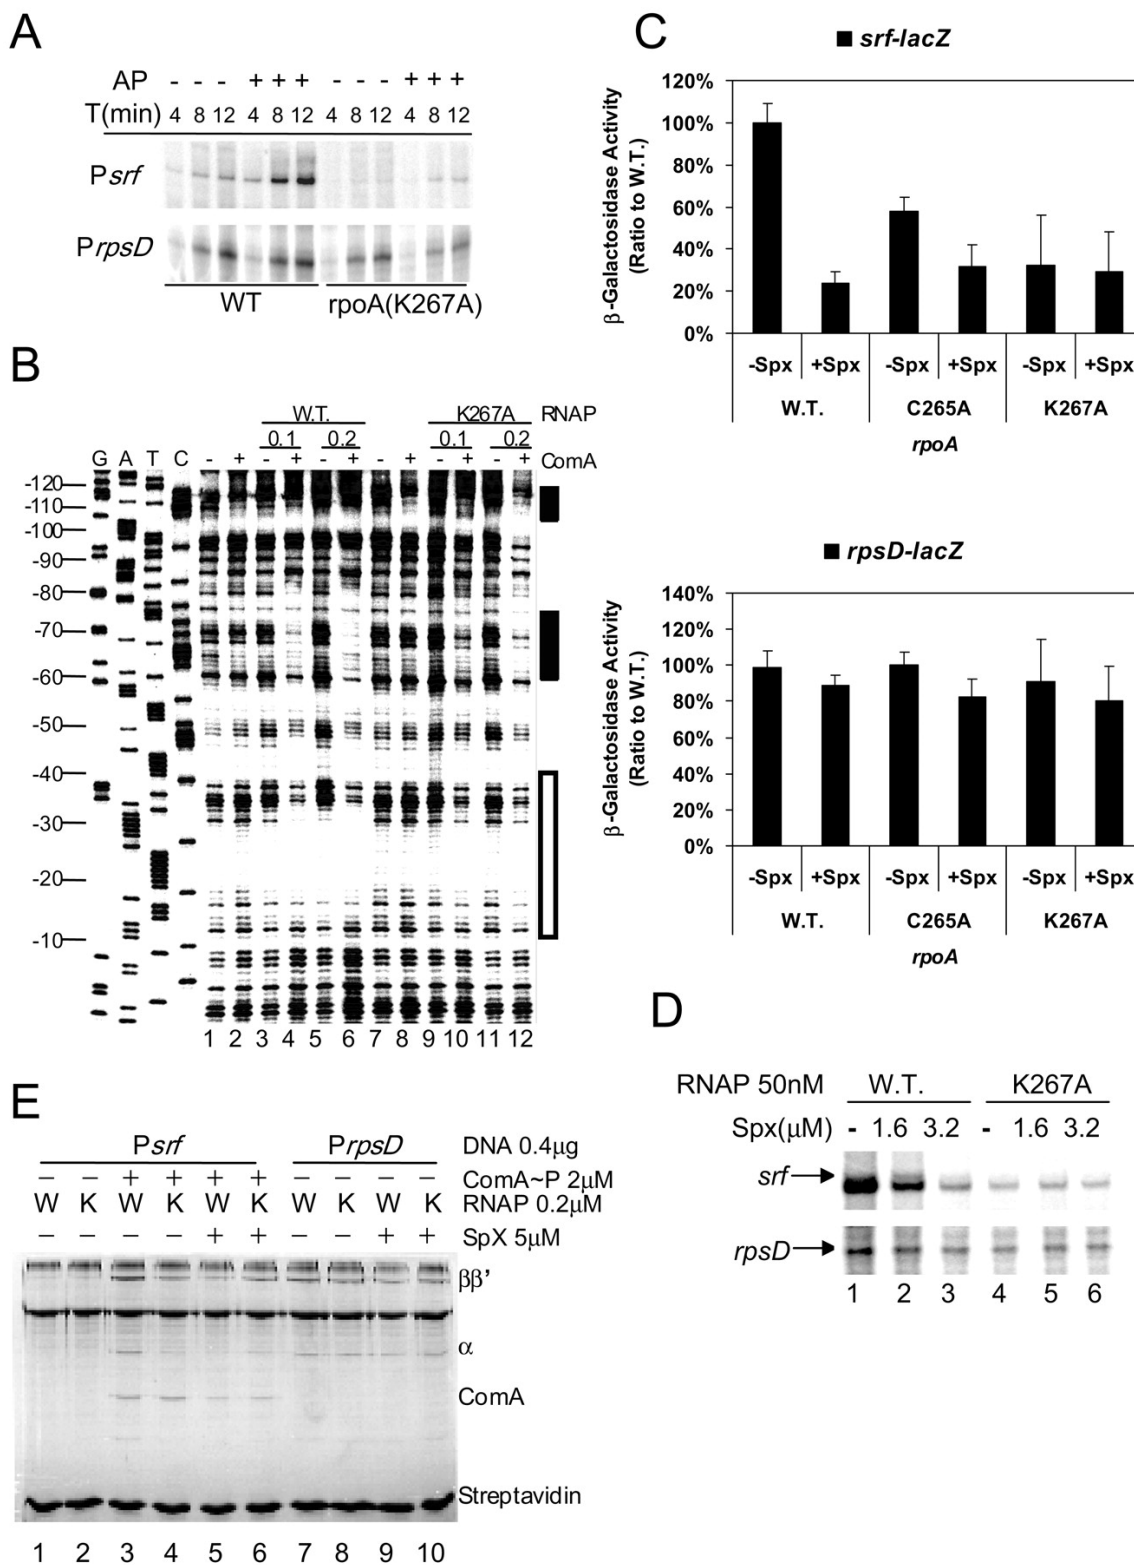 A
AP - - - + + + - - - + + +
T(min) 4 8 12 4 8 12 4 8 12 4 8 12
Psrf
PrpsD
WT rpoA(K267A)
B
W.T. K267A RNAP
0.1 0.2 0.1 0.2
G A T C - + - + - + - + - + - + ComA
-120
-110
-100
-90
-80
-70
-60
-50
-40
-30
-20
-10
1 2 3 4 5 6 7 8 9 10 11 12
C
srf-lacZ
β-Galactosidase Activity
(Ratio to W.T.)
120%
100%
80%
60%
40%
20%
0%
-Spx +Spx -Spx +Spx -Spx +Spx
W.T. C265A K267A
rpoA
rpsD-lacZ
β-Galactosidase Activity
(Ratio to W.T.)
140%
120%
100%
80%
60%
40%
20%
0%
-Spx +Spx -Spx +Spx -Spx +Spx
W.T. C265A K267A
rpoA
D
RNAP 50nM W.T. K267A
Spx(μM) - 1.6 3.2 - 1.6 3.2
srf
rpsD
1 2 3 4 5 6
E
Psrf PrpsD DNA 0.4μg
— — + + + + — — — — ComA~P 2μM
W K W K W K W K W K RNAP 0.2μM
— — — — + + — — + + SpX 5μM
ββ'
α
ComA
Streptavidin
1 2 3 4 5 6 7 8 9 10